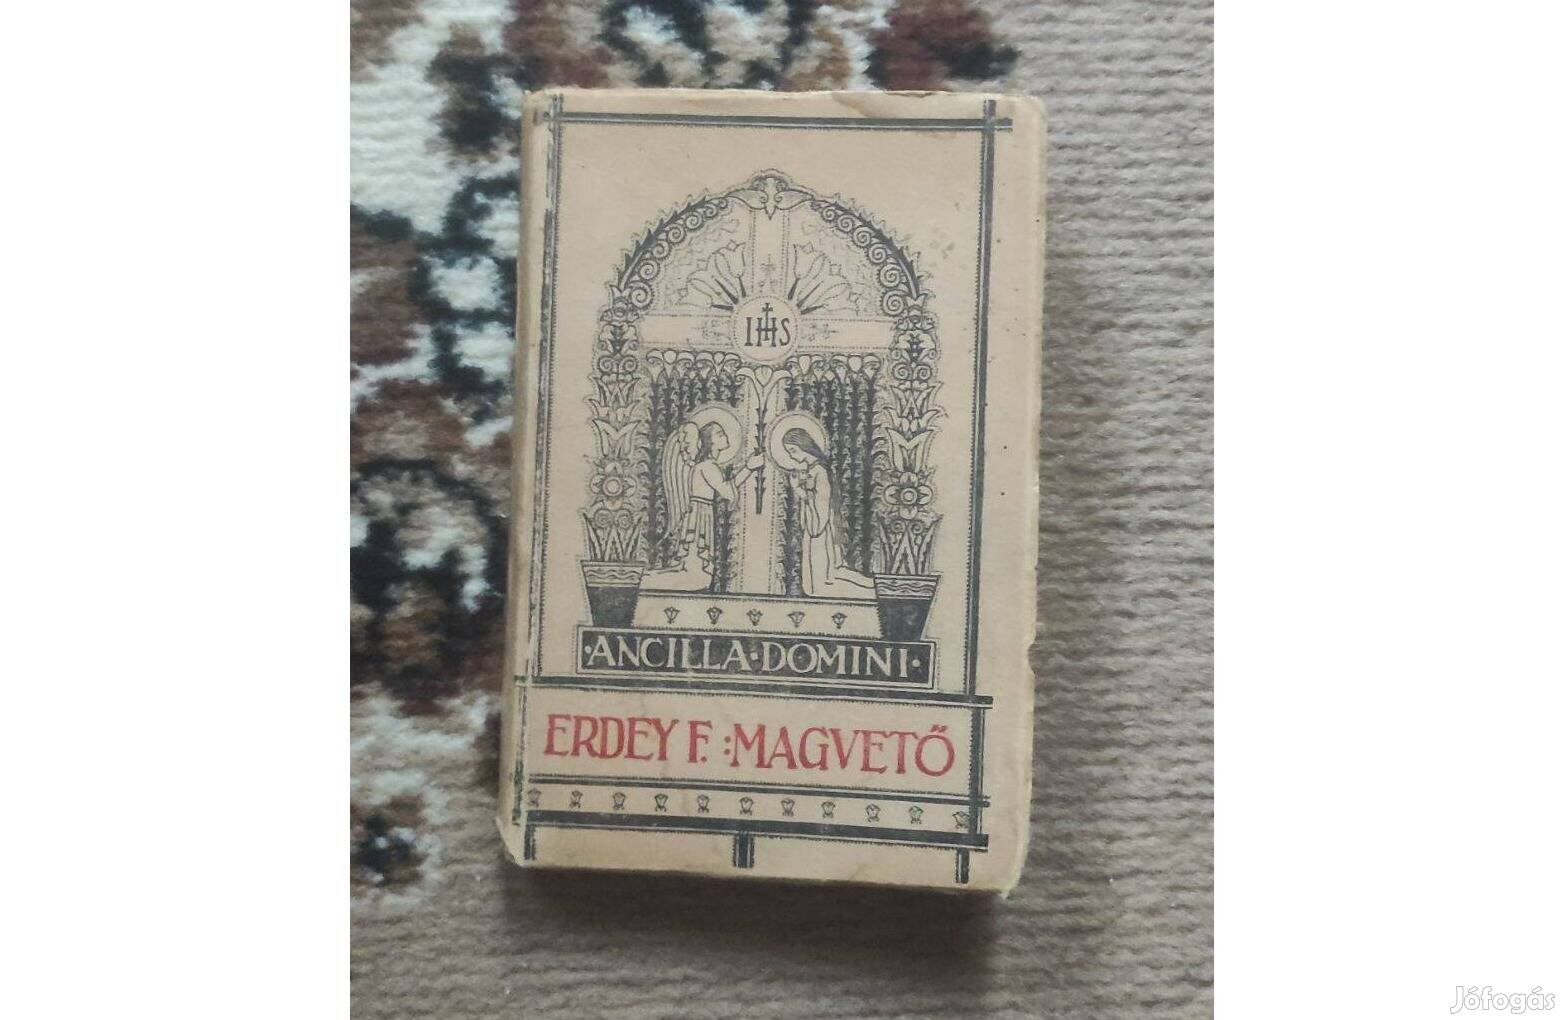 IHS
·ANCILLA·DOMINI·
ERDEY F.:MAGVETŐ
Jófogás